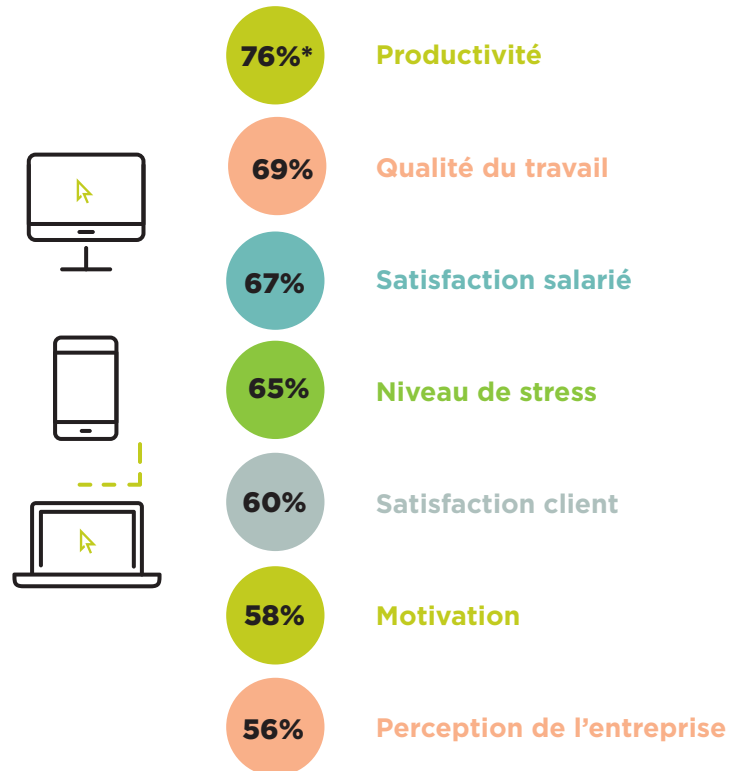 76%* Productivité
69% Qualité du travail
67% Satisfaction salarié
65% Niveau de stress
60% Satisfaction client
58% Motivation
56% Perception de l'entreprise